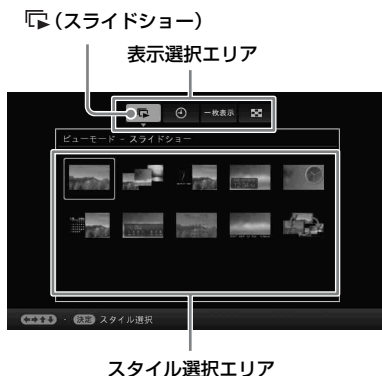 (スライドショー)
表示選択エリア
一枚表示
ビューモード - スライドショー
・ 決定 スタイル選択
スタイル選択エリア